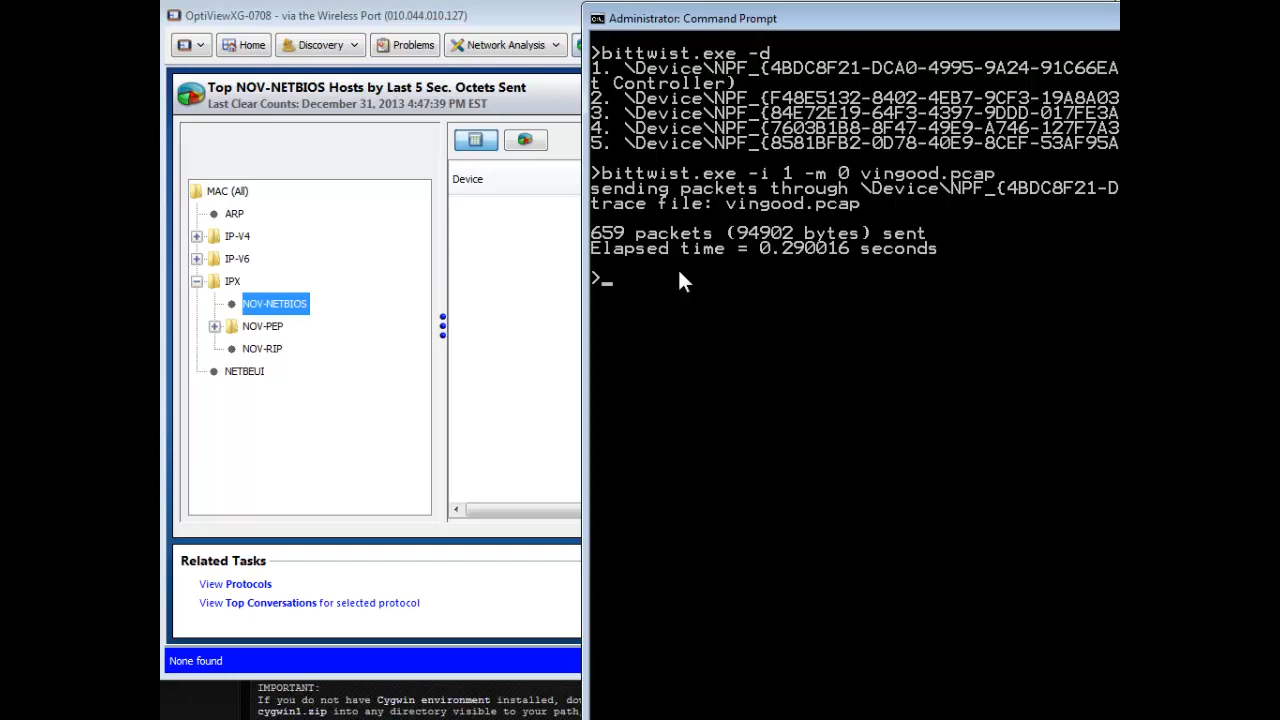 OptiViewXG-0708 - via the Wireless Port (010.044.010.127)
Home
Discovery
Problems
Network Analysis
Top NOV-NETBIOS Hosts by Last 5 Sec. Octets Sent
Last Clear Counts: December 31, 2013 4:47:39 PM EST
MAC (All)
ARP
IP-V4
IP-V6
IPX
NOV-NETBIOS
NOV-PEP
NOV-RIP
NETBEUI
Device
Related Tasks
View Protocols
View Top Conversations for selected protocol
None found
IMPORTANT:
If you do not have Cygwin environment installed, do
cygwin1.zip into any directory visible to your path,
Administrator: Command Prompt
>bittwist.exe -d
1. \Device\NPF_{4BDC8F21-DCA0-4995-9A24-91C66EA
t Controller)
2. \Device\NPF_{F48E5132-8402-4EB7-9CF3-19A8A03
3. \Device\NPF_{84E72E19-64F3-4397-9DDD-017FE3A
4. \Device\NPF_{7603B1B8-8F47-49E9-A746-127F7A3
5. \Device\NPF_{8581BFB2-0D78-40E9-8CEF-53AF95A
>bittwist.exe -i 1 -m 0 vingood.pcap
sending packets through \Device\NPF_{4BDC8F21-D
trace file: vingood.pcap
659 packets (94902 bytes) sent
Elapsed time = 0.290016 seconds
>_